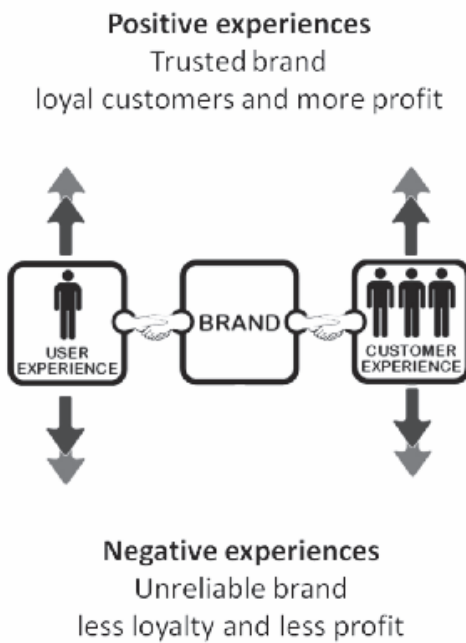 Positive experiences
Trusted brand
loyal customers and more profit
USER
EXPERIENCE
BRAND
CUSTOMER
EXPERIENCE
Negative experiences
Unreliable brand
less loyalty and less profit